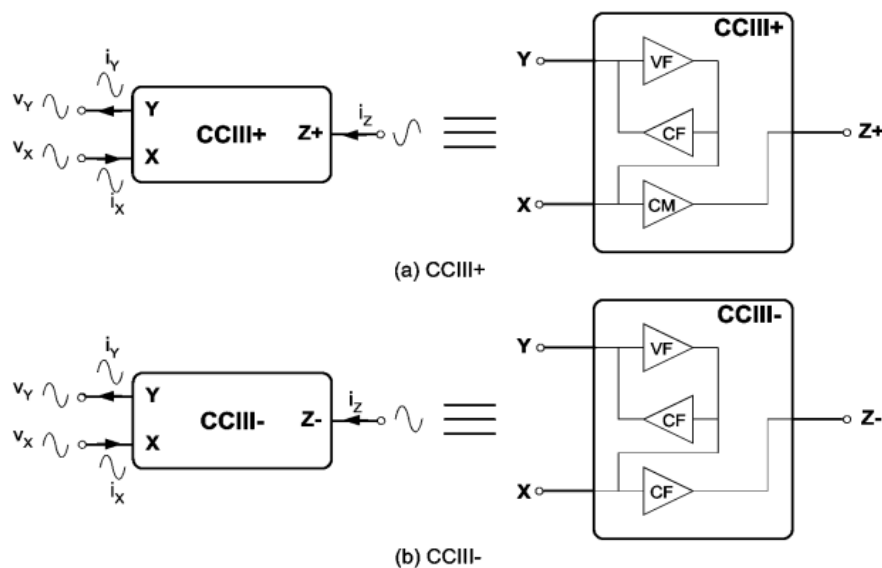 CCIII+
iY
vY
Y
Y
VF
CCIII+
Z+
iZ
Z+
vX
X
CF
iX
X
CM
(a) CCIII+
CCIII-
iY
Y
VF
vY
Y
CCIII-
Z-
iZ
CF
Z-
vX
X
iX
X
CF
(b) CCIII-